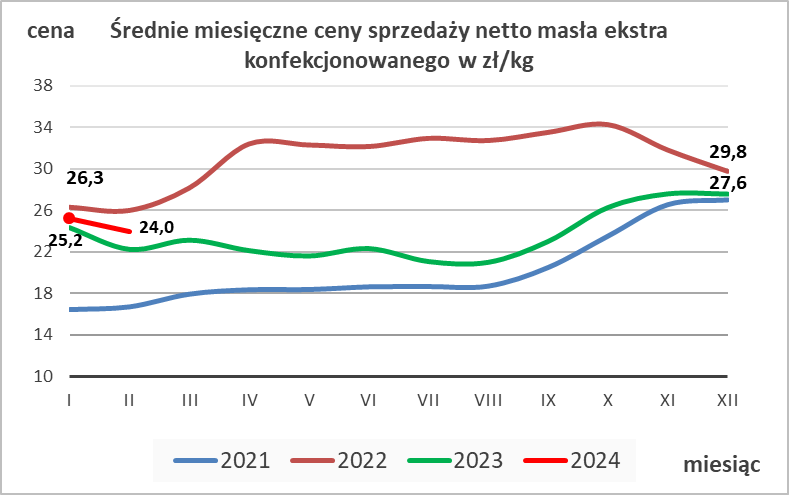 cena
Średnie miesięczne ceny sprzedaży netto masła ekstra
konfekcjonowanego w zł/kg
38
34
30
26
22
18
14
10
26,3
25,2
24,0
29,8
27,6
I II III IV V VI VII VIII IX X XI XII
2021 2022 2023 2024
miesiąc